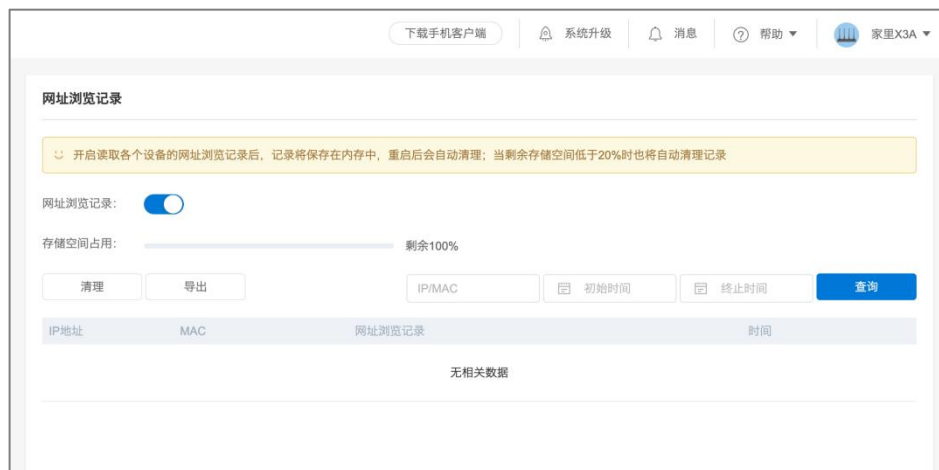 下载手机客户端 系统升级 消息 帮助 家里X3A
网址浏览记录
开启读取各个设备的网址浏览记录后，记录将保存在内存中，重启后会自动清理；当剩余存储空间低于20%时也将自动清理记录
网址浏览记录：
存储空间占用： 剩余100%
清理 导出 IP/MAC 初始时间 终止时间 查询
IP地址 MAC 网址浏览记录 时间
无相关数据